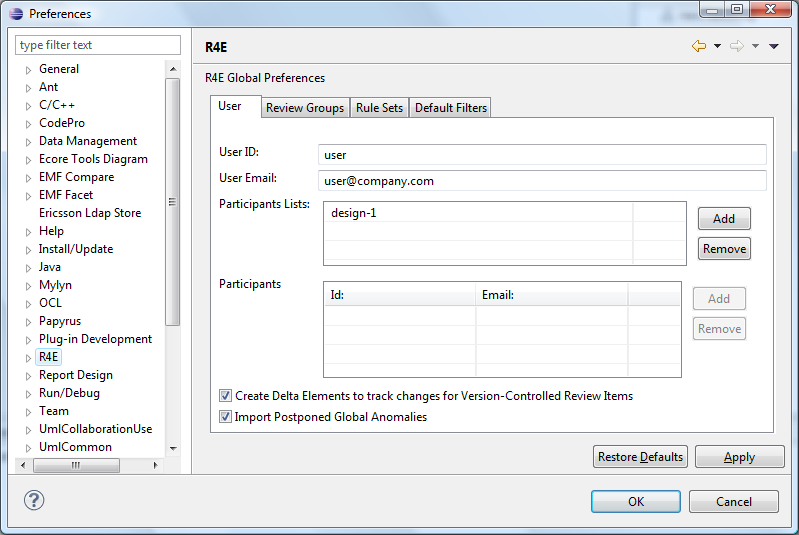 Preferences
type filter text
General
Ant
C/C++
CodePro
Data Management
Ecore Tools Diagram
EMF Compare
EMF Facet
Ericsson Ldap Store
Help
Install/Update
Java
Mylyn
OCL
Papyrus
Plug-in Development
R4E
Report Design
Run/Debug
Team
UmlCollaborationUse
UmlCommon
R4E
R4E Global Preferences
User Review Groups Rule Sets Default Filters
User ID: user
User Email: user@company.com
Participants Lists: design-1
Add
Remove
Participants
Id: Email:
Add
Remove
Create Delta Elements to track changes for Version-Controlled Review Items
Import Postponed Global Anomalies
Restore Defaults Apply
? OK Cancel